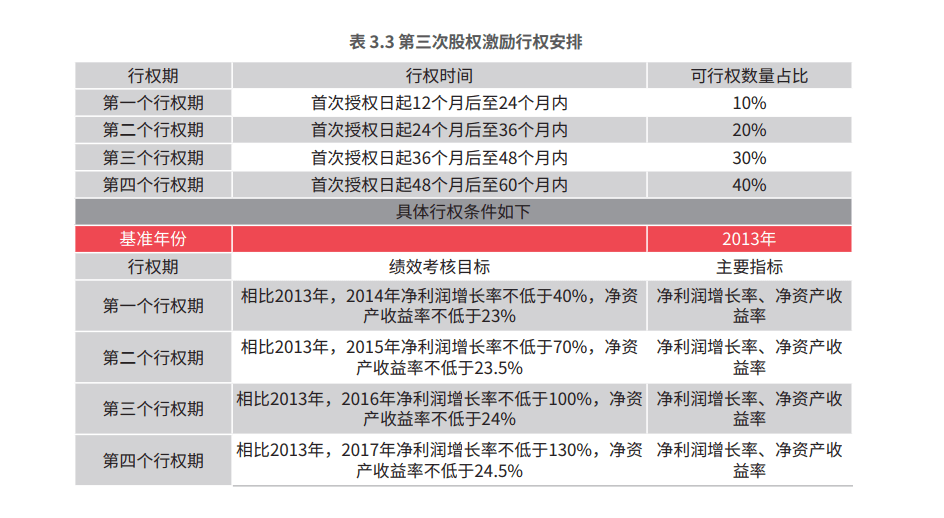 表 3.3 第三次股权激励行权安排
行权期 行权时间 可行权数量占比
第一个行权期 首次授权日起12个月后至24个月内 10%
第二个行权期 首次授权日起24个月后至36个月内 20%
第三个行权期 首次授权日起36个月后至48个月内 30%
第四个行权期 首次授权日起48个月后至60个月内 40%
具体行权条件如下
基准年份 2013年
行权期 绩效考核目标 主要指标
第一个行权期 相比2013年，2014年净利润增长率不低于40%，净资 净利润增长率、净资产收
产收益率不低于23% 益率
第二个行权期 相比2013年，2015年净利润增长率不低于70%，净资 净利润增长率、净资产收
产收益率不低于23.5% 益率
第三个行权期 相比2013年，2016年净利润增长率不低于100%，净资 净利润增长率、净资产收
产收益率不低于24% 益率
第四个行权期 相比2013年，2017年净利润增长率不低于130%，净资 净利润增长率、净资产收
产收益率不低于24.5% 益率